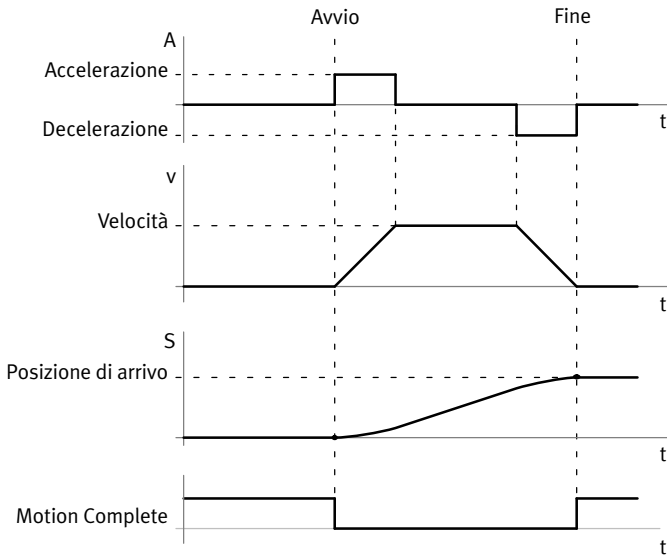 Avvio
Fine
A
Accelerazione
Decelerazione
t
v
Velocità
t
S
Posizione di arrivo
t
Motion Complete
t